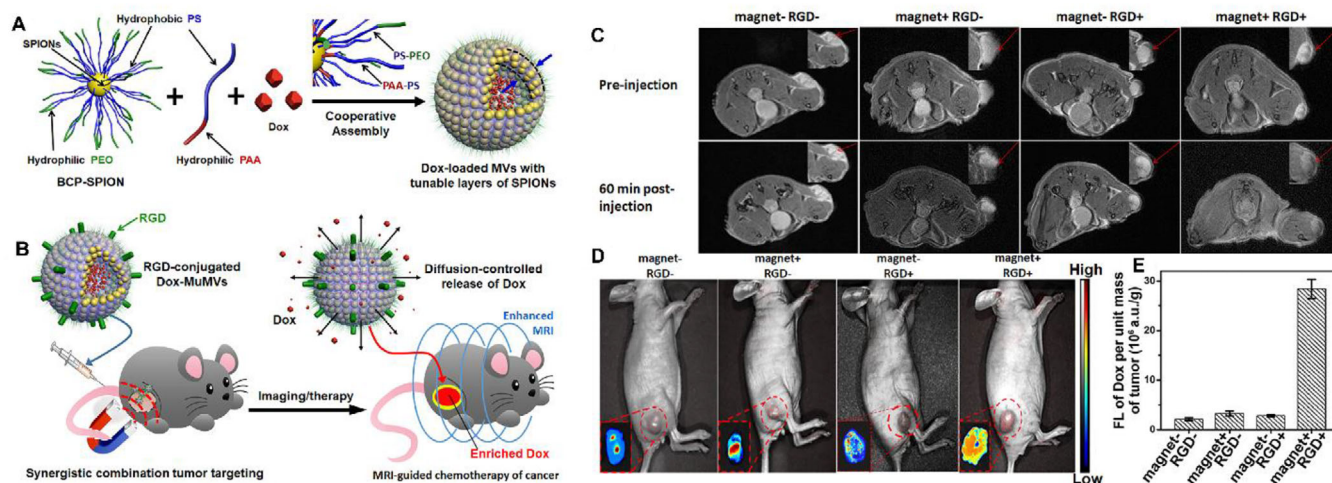 A
Hydrophobic PS
SPIONs
Hydrophilic PEO
BCP-SPION
Hydrophilic PAA
Dox
PS-PEO
PAA-PS
Cooperative
Assembly
Dox-loaded MVs with
tunable layers of SPIONs
B
RGD
RGD-conjugated
Dox-MuMVs
Synergistic combination tumor targeting
Imaging/therapy
Dox
Diffusion-controlled
release of Dox
Enhanced
MRI
Enriched Dox
MRI-guided chemotherapy of cancer
C
magnet- RGD-
magnet+ RGD-
magnet- RGD+
magnet+ RGD+
Pre-injection
60 min post-
injection
D
magnet-
RGD-
magnet+
RGD-
magnet-
RGD+
magnet+
RGD+
High
Low
E
FL of Dox per unit mass
of tumor (10⁶ a.u./g)
30
20
10
0
magnet-
RGD-
magnet+
RGD-
magnet-
RGD+
magnet+
RGD+